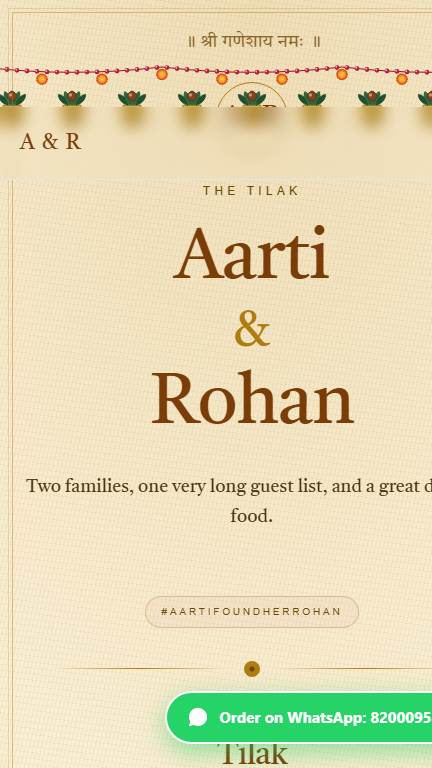 ॥ श्री गणेशाय नमः ॥
A & R
THE TILAK
Aarti
&
Rohan
Two families, one very long guest list, and a great d
food.
#AARTIFOUNDHERROHAN
Order on WhatsApp: 8200095
Tilak